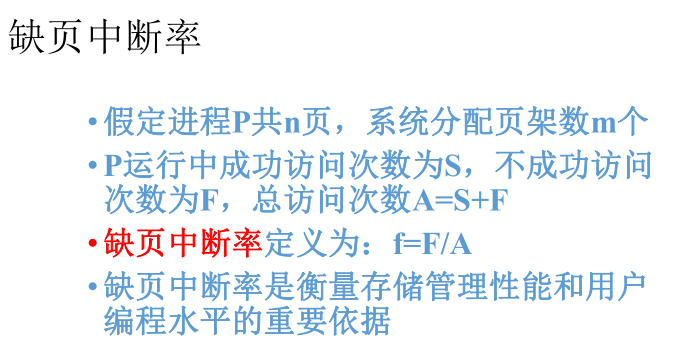 缺页中断率
•假定进程P共n页，系统分配页架数m个
•P运行中成功访问次数为S，不成功访问
次数为F，总访问次数A=S+F
•缺页中断率定义为：f=F/A
•缺页中断率是衡量存储管理性能和用户
编程水平的重要依据